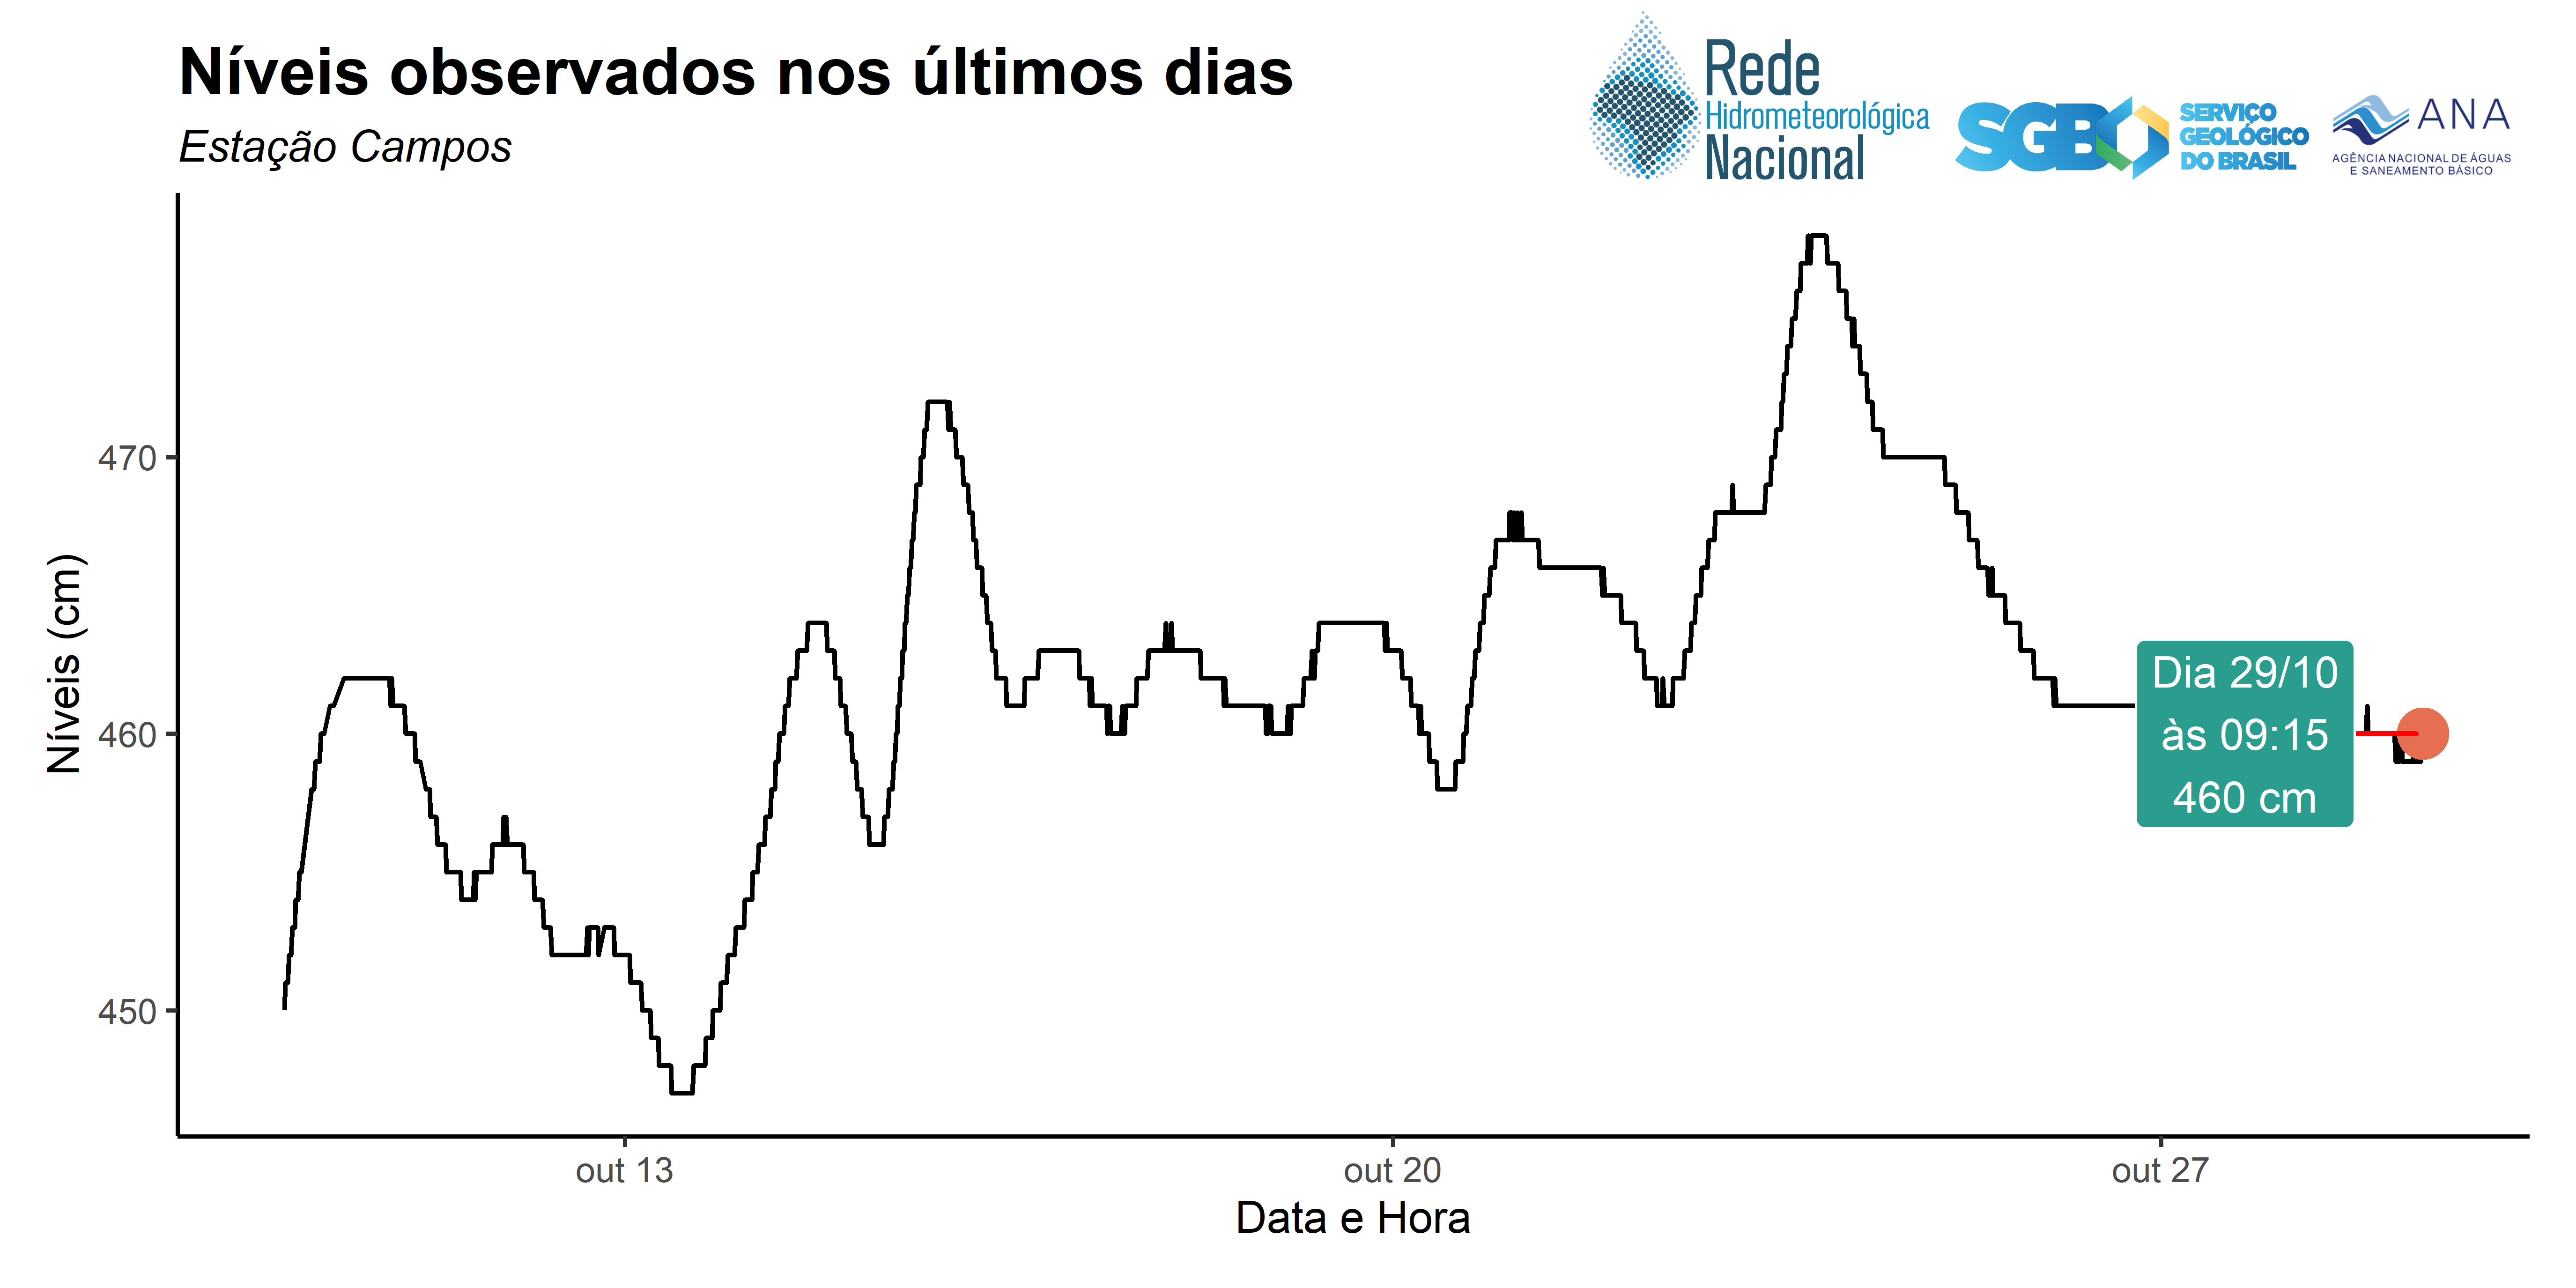 Níveis observados nos últimos dias
Estação Campos
Rede
Hidrometeorológica
Nacional
SGB
SERVIÇO
GEOLÓGICO
DO BRASIL
ANA
AGÊNCIA NACIONAL DE ÁGUAS
E SANEAMENTO BÁSICO
Níveis (cm)
470
460
450
Dia 29/10
às 09:15
460 cm
out 13
out 20
out 27
Data e Hora